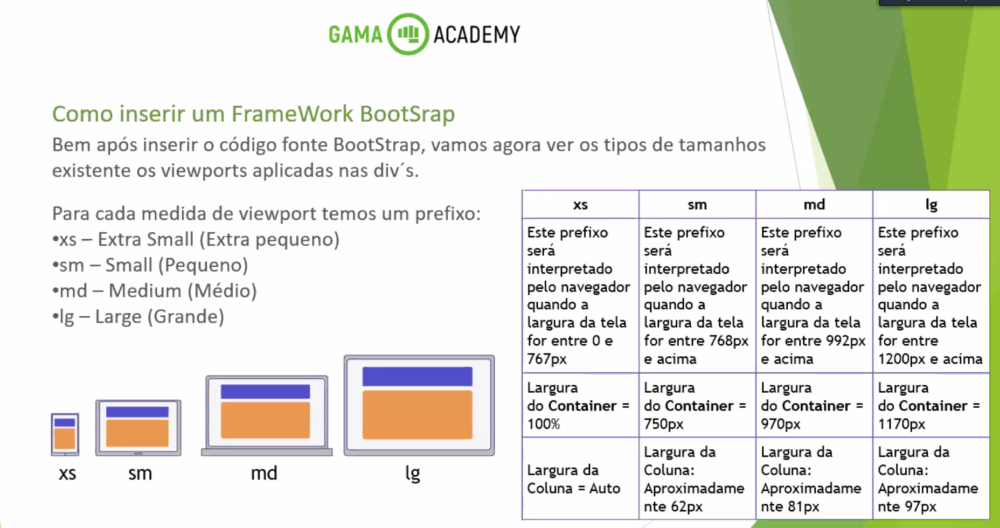 GAMA ACADEMY
Como inserir um FrameWork BootSrap
Bem após inserir o código fonte BootStrap, vamos agora ver os tipos de tamanhos
existente os viewports aplicadas nas div´s.
Para cada medida de viewport temos um prefixo:
•xs – Extra Small (Extra pequeno)
•sm – Small (Pequeno)
•md – Medium (Médio)
•lg – Large (Grande)
xs
sm
md
lg
xs
sm
md
lg
Este prefixo
será
interpretado
pelo navegador
quando a
largura da tela
for entre 0 e
767px
Este prefixo
será
interpretado
pelo navegador
quando a
largura da tela
for entre 768px
e acima
Este prefixo
será
interpretado
pelo navegador
quando a
largura da tela
for entre 992px
e acima
Este prefixo
será
interpretado
pelo navegador
quando a
largura da tela
for entre
1200px e acima
Largura
do Container =
100%
Largura
do Container =
750px
Largura
do Container =
970px
Largura
do Container =
1170px
Largura da
Coluna = Auto
Largura da
Coluna:
Aproximadame
nte 62px
Largura da
Coluna:
Aproximadame
nte 81px
Largura da
Coluna:
Aproximadame
nte 97px